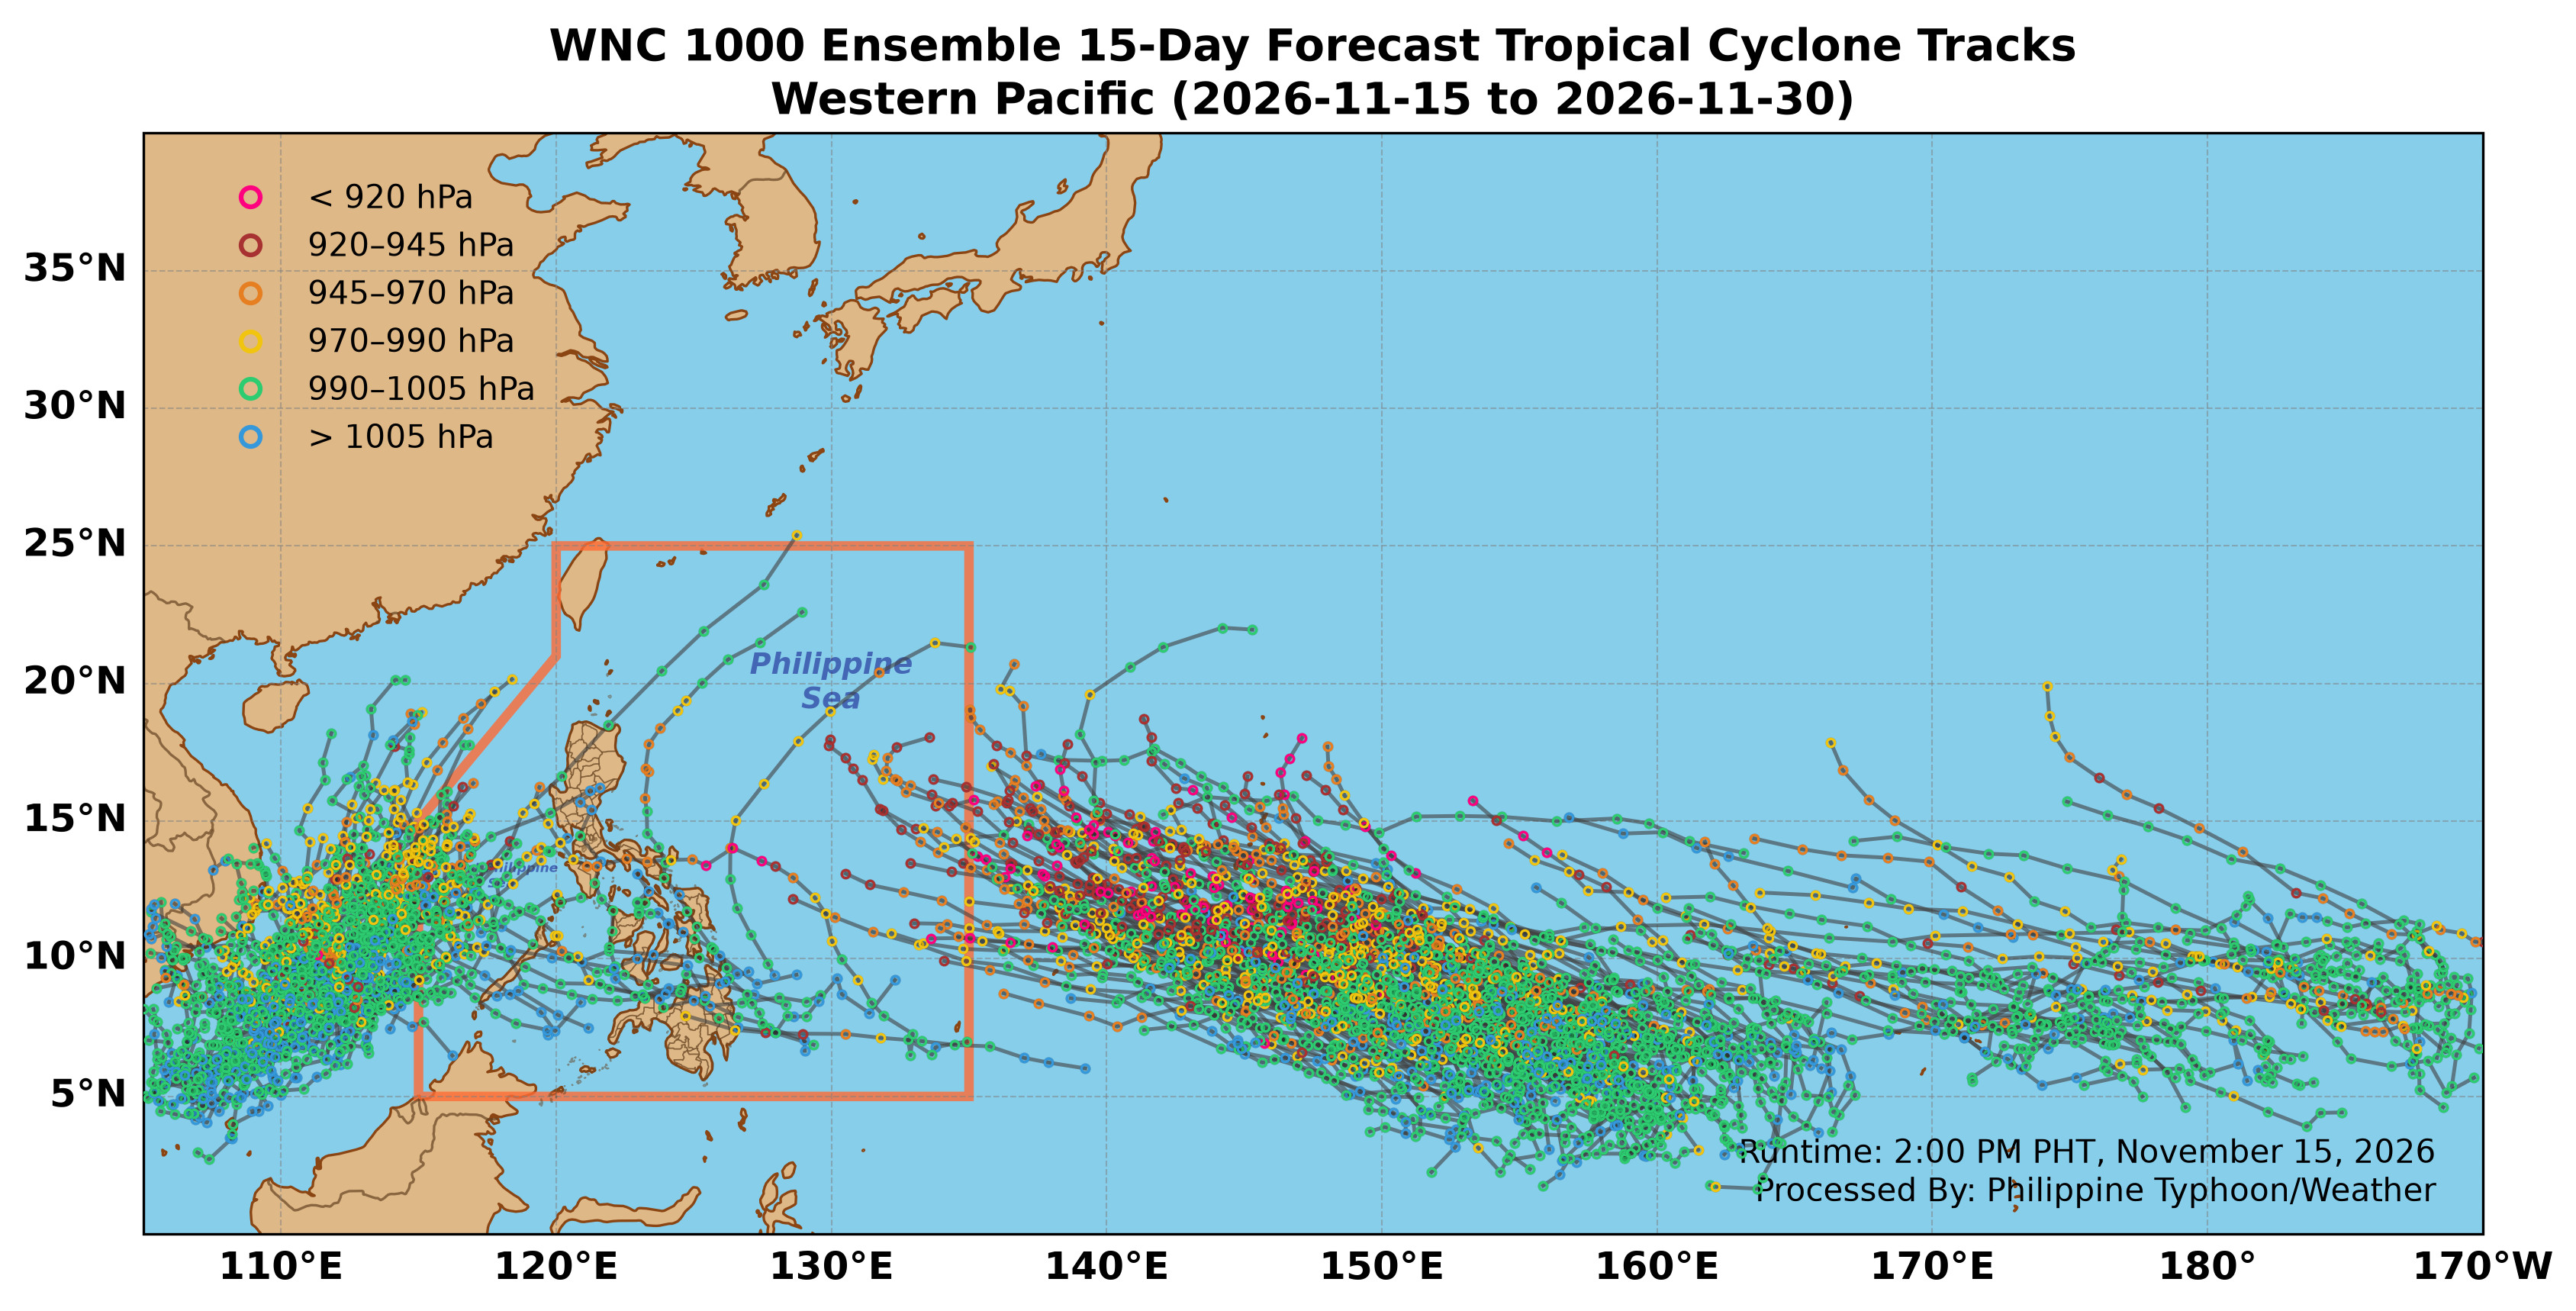 WNC 1000 Ensemble 15-Day Forecast Tropical Cyclone Tracks
Western Pacific (2026-11-15 to 2026-11-30)
< 920 hPa
920–945 hPa
945–970 hPa
970–990 hPa
990–1005 hPa
> 1005 hPa
35°N
30°N
25°N
20°N
15°N
10°N
5°N
Philippine
Sea
Runtime: 2:00 PM PHT, November 15, 2026
Processed By: Philippine Typhoon/Weather
110°E
120°E
130°E
140°E
150°E
160°E
170°E
180°
170°W